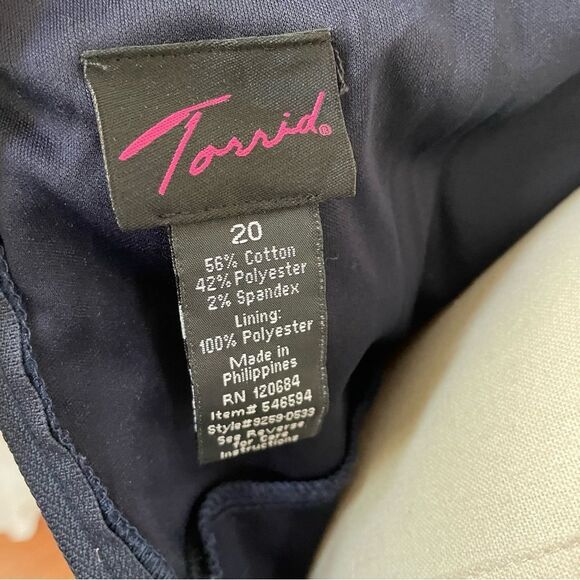 Torrid®
20
56% Cotton
42% Polyester
2% Spandex
Lining:
100% Polyester
Made in
Philippines
RN 120684
Item# 546594
Style#9259-0533
See Reverse
for Care
Instructions